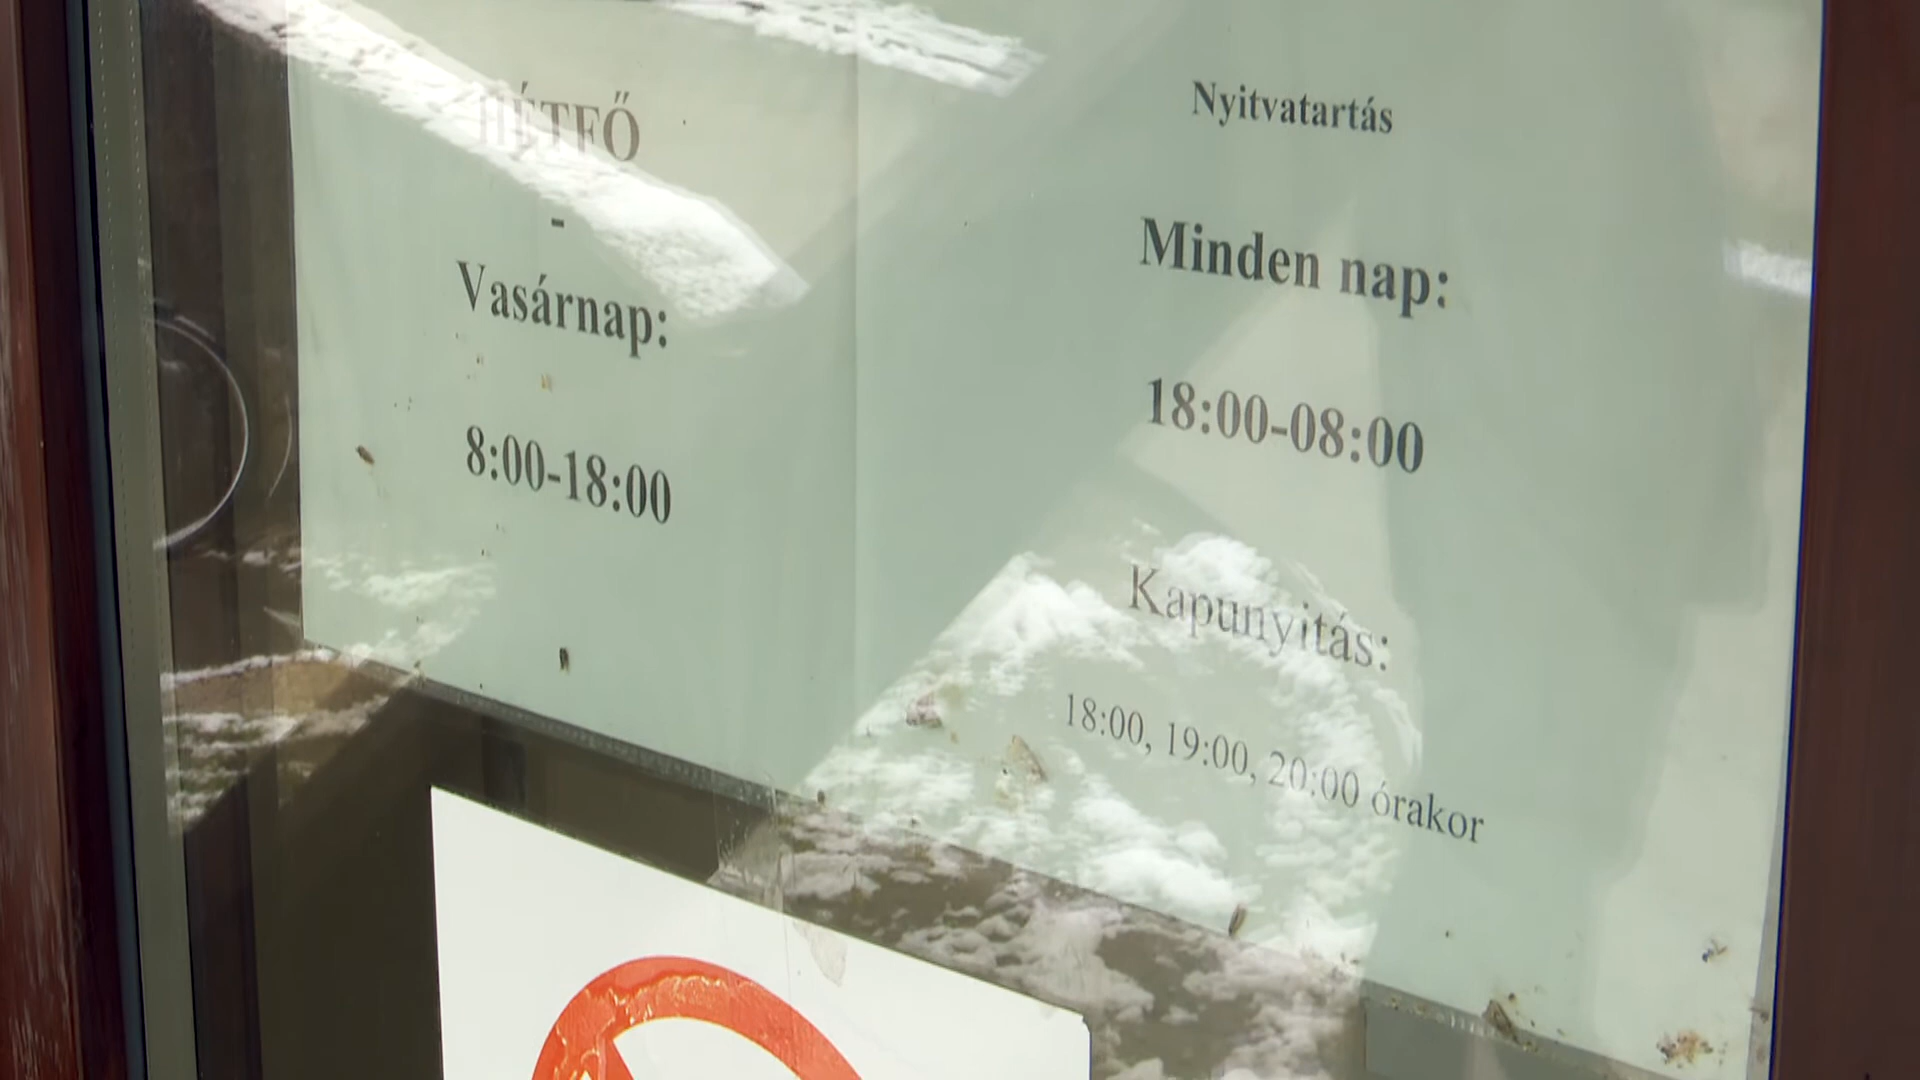 HÉTFŐ
-
Vasárnap:
8:00-18:00
Nyitvatartás
Minden nap:
18:00-08:00
Kapunyitás:
18:00, 19:00, 20:00 órakor